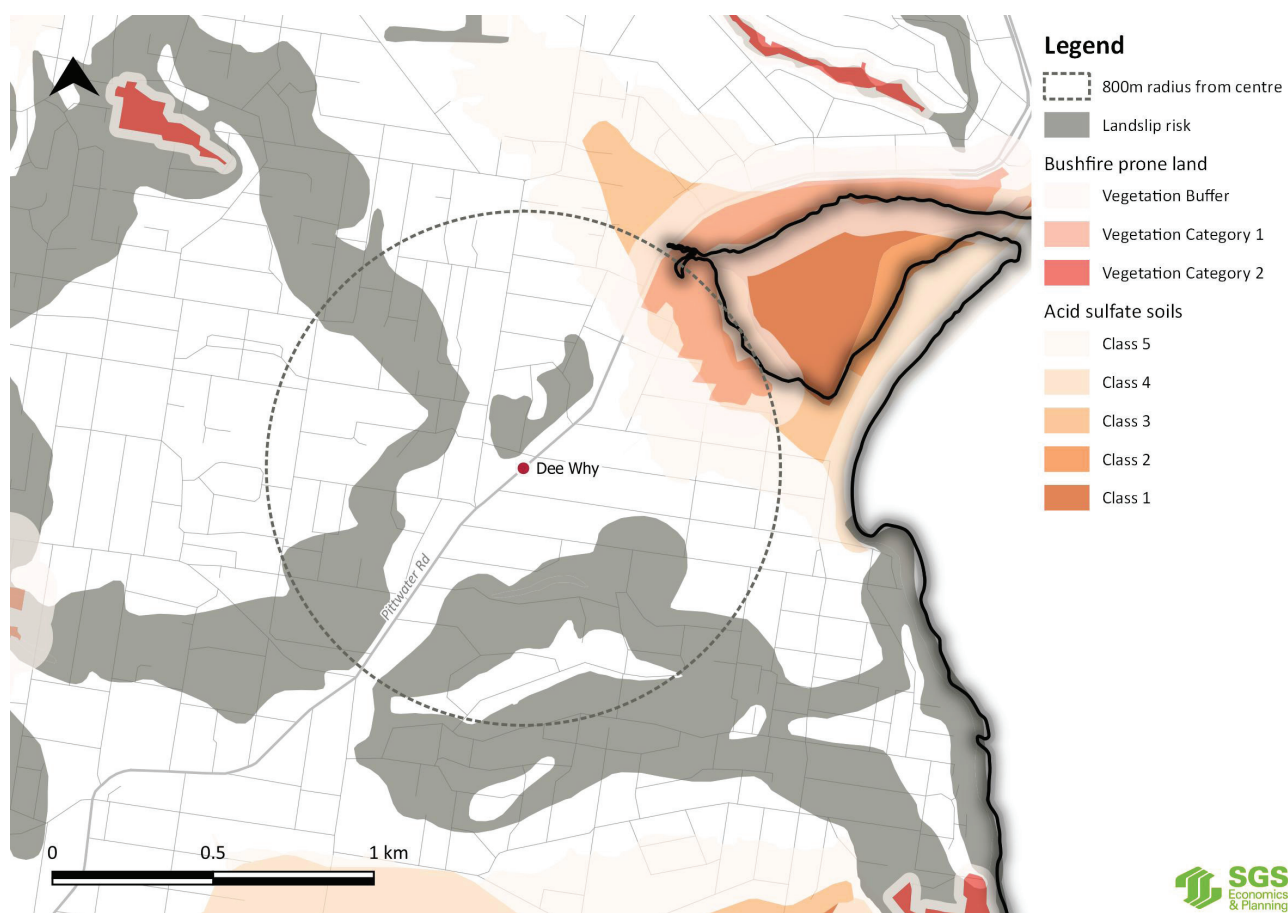 Legend
800m radius from centre
Landslip risk
Bushfire prone land
Vegetation Buffer
Vegetation Category 1
Vegetation Category 2
Acid sulfate soils
Class 5
Class 4
Class 3
Class 2
Class 1
Dee Why
Pittwater Rd
0 0.5 1 km
SGS
Economics
& Planning